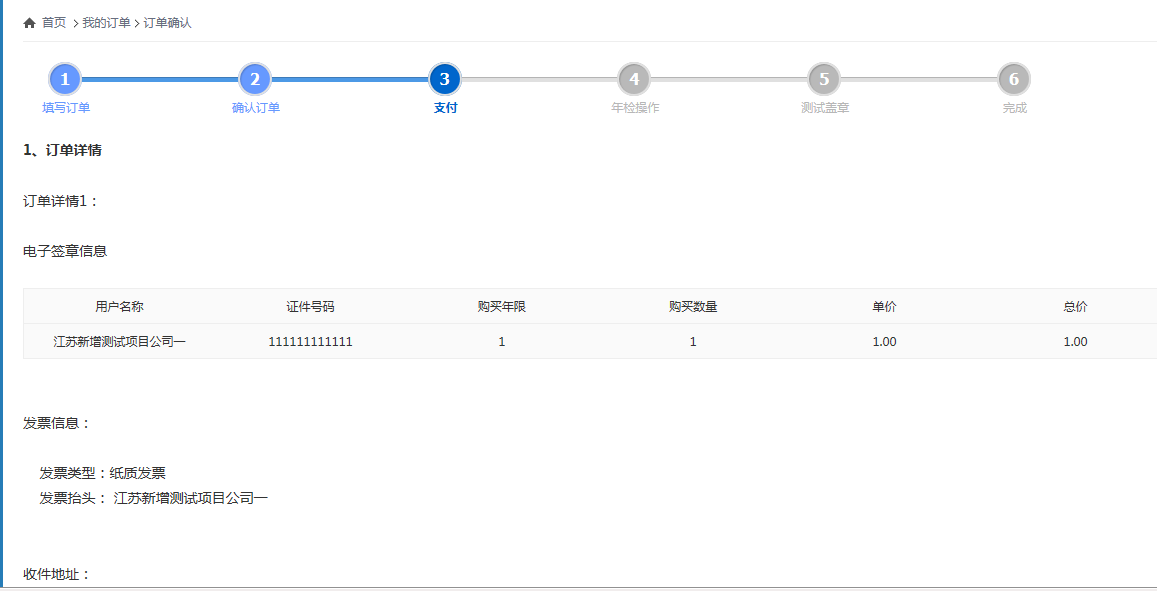 首页 > 我的订单 > 订单确认
1 2 3 4 5 6
填写订单 确认订单 支付 年检操作 测试盖章 完成
1、订单详情
订单详情1：
电子签章信息
用户名称 证件号码 购买年限 购买数量 单价 总价
江苏新增测试项目公司一 111111111111 1 1 1.00 1.00
发票信息：
发票类型：纸质发票
发票抬头： 江苏新增测试项目公司一
收件地址：